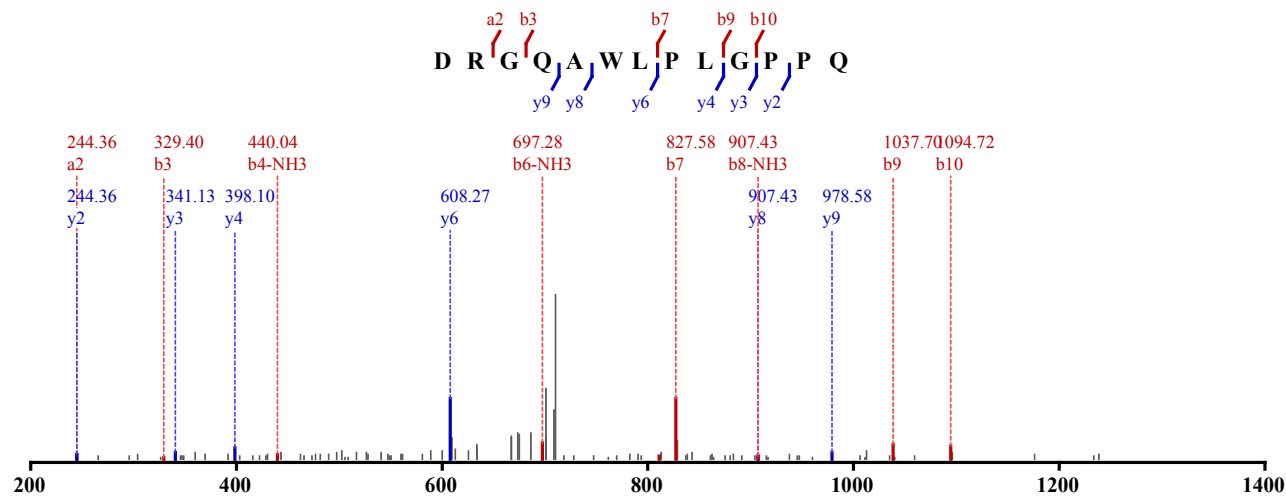 a2 b3 b7 b9 b10
D R G Q A W L P L G P P Q
y9 y8 y6 y4 y3 y2
244.36 329.40 440.04 697.28 827.58 907.43 1037.70 1094.72
a2 b3 b4-NH3 b6-NH3 b7 b8-NH3 b9 b10
244.36 341.13 398.10 608.27 907.43 978.58
y2 y3 y4 y6 y8 y9
200 400 600 800 1000 1200 1400